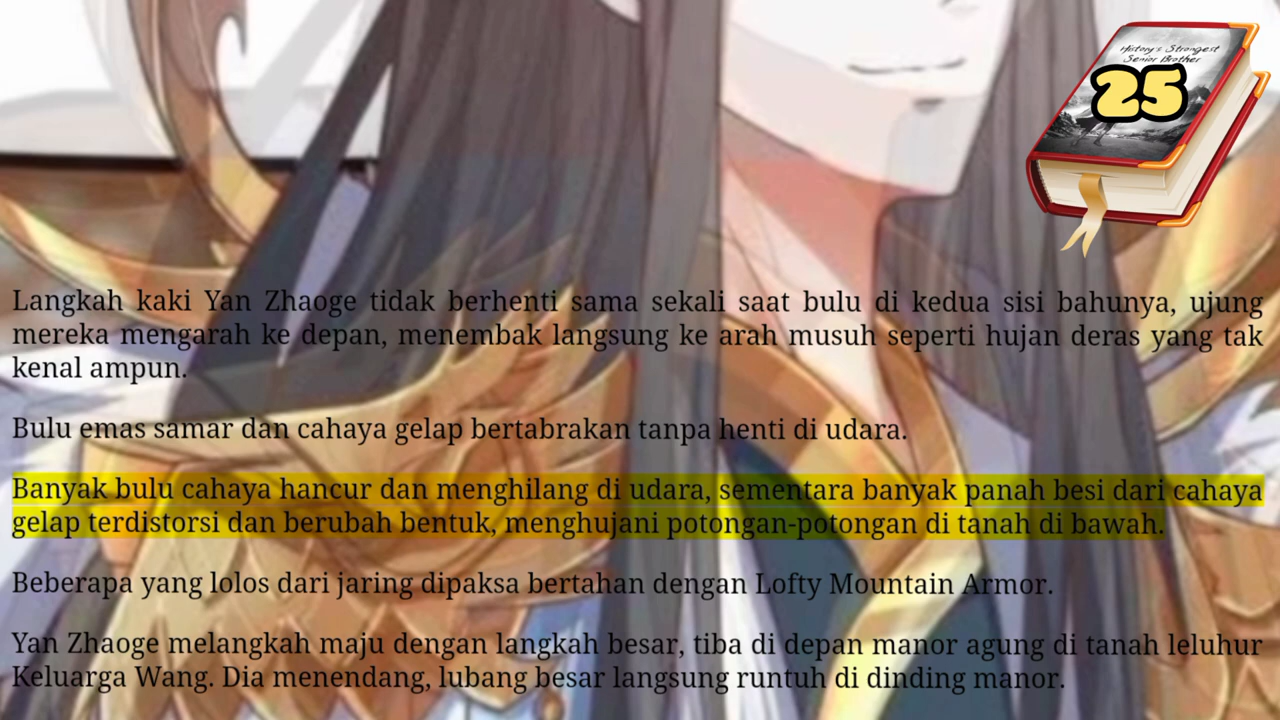 History's Strongest
Senior Brother
25
Langkah kaki Yan Zhaoge tidak berhenti sama sekali saat bulu di kedua sisi bahunya, ujung
mereka mengarah ke depan, menembak langsung ke arah musuh seperti hujan deras yang tak
kenal ampun.
Bulu emas samar dan cahaya gelap bertabrakan tanpa henti di udara.
Banyak bulu cahaya hancur dan menghilang di udara, sementara banyak panah besi dari cahaya
gelap terdistorsi dan berubah bentuk, menghujani potongan-potongan di tanah di bawah.
Beberapa yang lolos dari jaring dipaksa bertahan dengan Lofty Mountain Armor.
Yan Zhaoge melangkah maju dengan langkah besar, tiba di depan manor agung di tanah leluhur
Keluarga Wang. Dia menendang, lubang besar langsung runtuh di dinding manor.